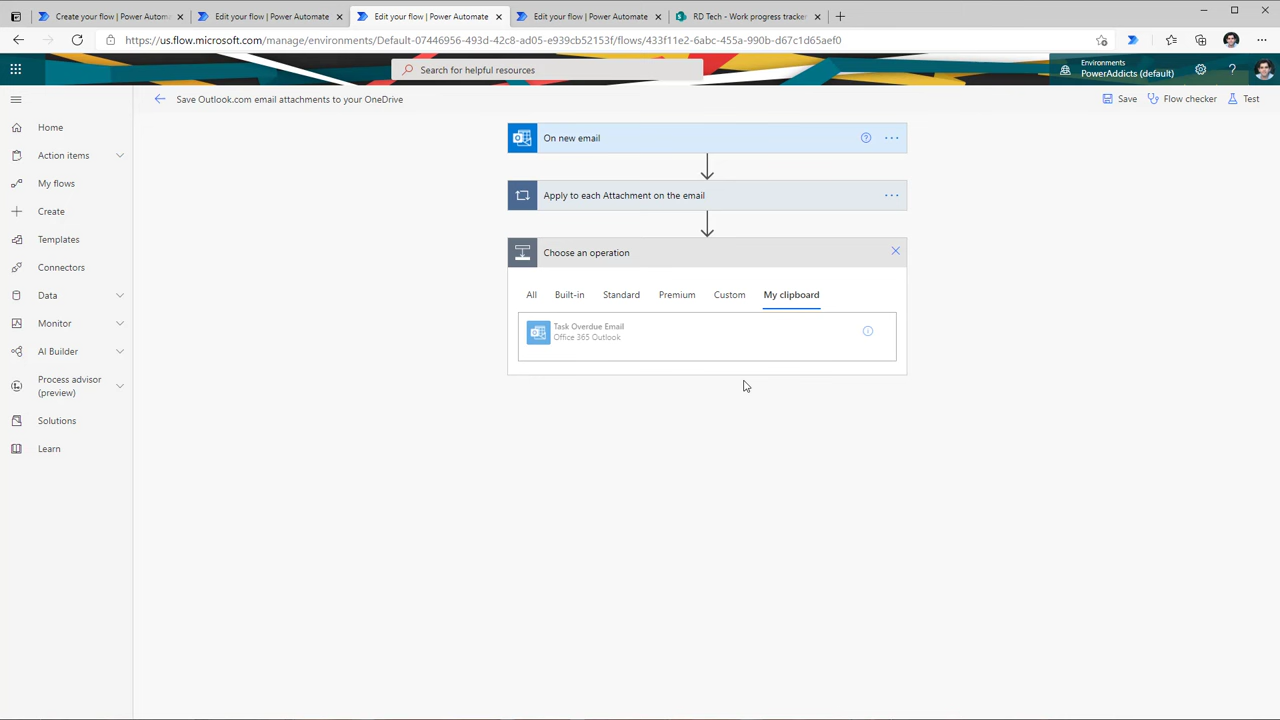 Create your flow | Power Automate
Edit your flow | Power Automate
Edit your flow | Power Automate
Edit your flow | Power Automate
RD Tech - Work progress tracker
https://us.flow.microsoft.com/manage/environments/Default-07446956-493d-42c8-ad05-e939cb52153f/flows/433f11e2-6abc-455a-990b-d67c1d65aef0
Search for helpful resources
Environments
PowerAddicts (default)
Save Outlook.com email attachments to your OneDrive
Save
Flow checker
Test
Home
Action items
My flows
Create
Templates
Connectors
Data
Monitor
AI Builder
Process advisor
(preview)
Solutions
Learn
On new email
Apply to each Attachment on the email
Choose an operation
All Built-in Standard Premium Custom My clipboard
Task Overdue Email
Office 365 Outlook